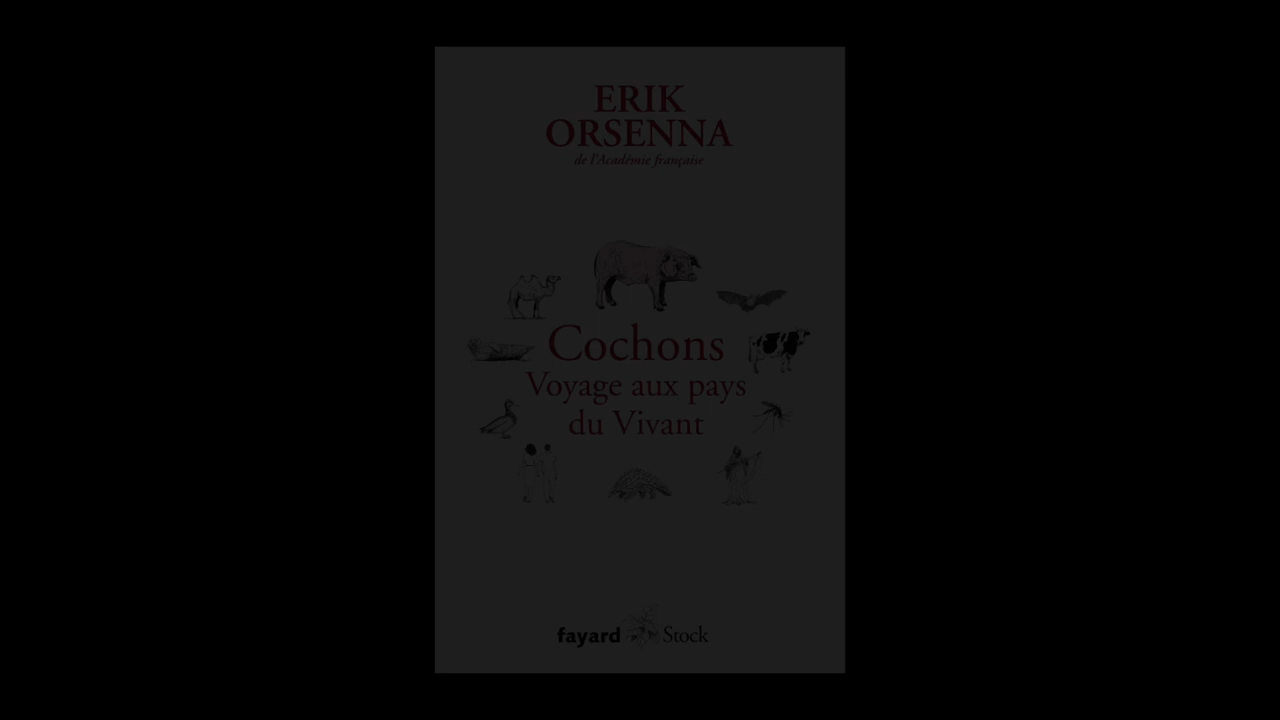 ERIK
ORSENNA
de l'Académie française
Cochons
Voyage aux pays
du Vivant
fayard Stock